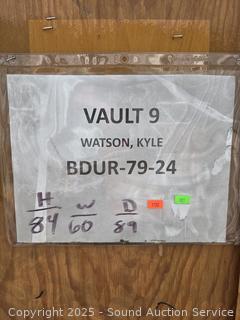 VAULT 9
WATSON, KYLE
BDUR-79-24
H W D
84 60 89
Copyright 2025 - Sound Auction Service